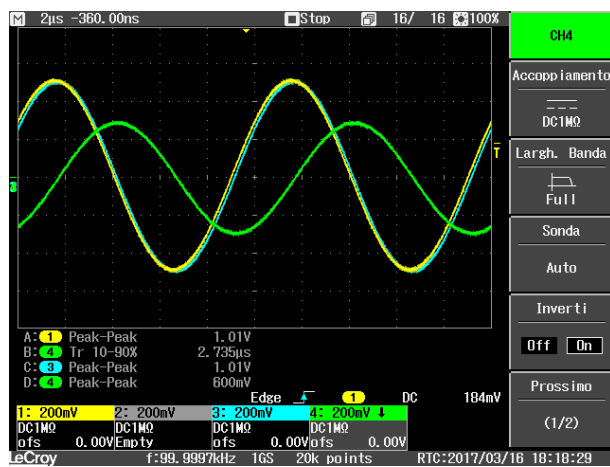 M 2µs -360.00ns Stop 16/ 16 100%
CH4
Accoppiamento
DC1MΩ
Largh. Banda
Full
Sonda
Auto
Inverti
Off On
Prossimo
(1/2)
T
3
A: 1 Peak-Peak 1.01V
B: 4 Tr 10-90% 2.735µs
C: 3 Peak-Peak 1.01V
D: 4 Peak-Peak 600mV
Edge 1 DC 184mV
1: 200mV 2: 200mV 3: 200mV 4: 200mV
DC1MΩ DC1MΩ DC1MΩ DC1MΩ
ofs 0.00V Empty ofs 0.00V ofs 0.00V
LeCroy f:99.9997kHz 1GS 20k points RTC:2017/03/16 18:18:29